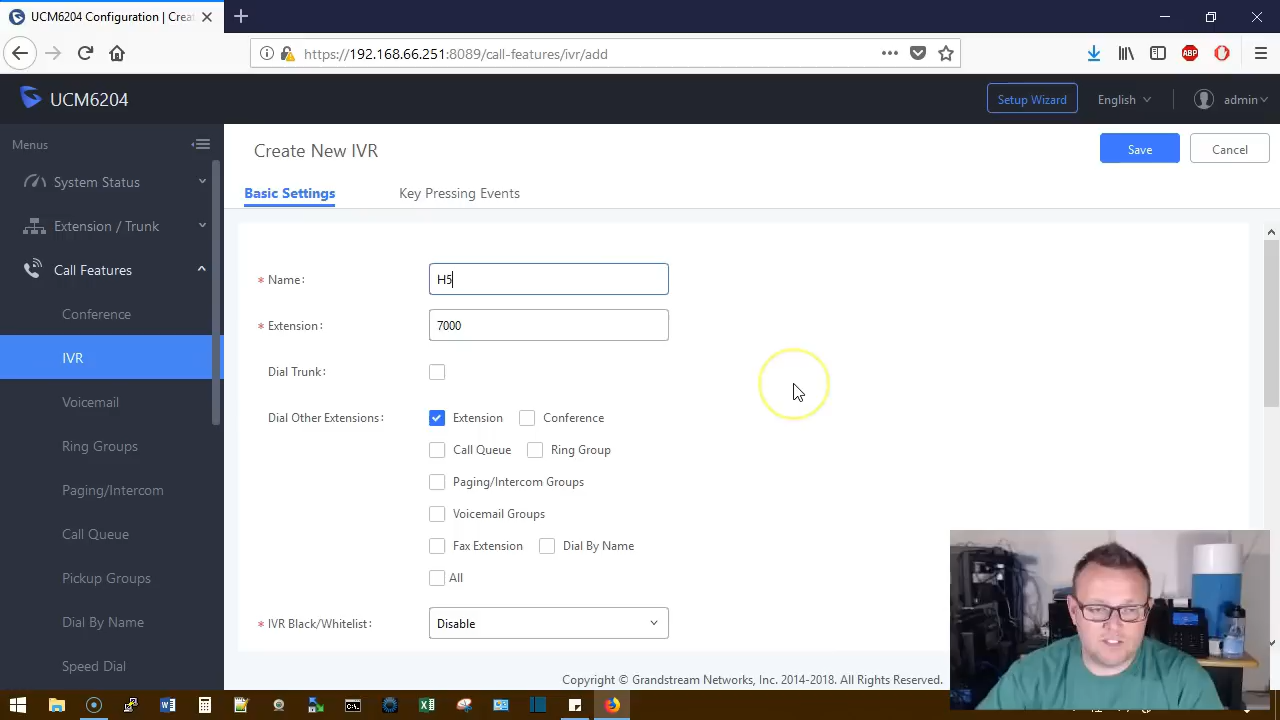 UCM6204 Configuration | Crea
https://192.168.66.251:8089/call-features/ivr/add
ABP
UCM6204
Setup Wizard
English
admin
Menus
System Status
Extension / Trunk
Call Features
Conference
IVR
Voicemail
Ring Groups
Paging/Intercom
Call Queue
Pickup Groups
Dial By Name
Speed Dial
Create New IVR
Save
Cancel
Basic Settings
Key Pressing Events
* Name:
H5
* Extension:
7000
Dial Trunk:
Dial Other Extensions:
Extension
Conference
Call Queue
Ring Group
Paging/Intercom Groups
Voicemail Groups
Fax Extension
Dial By Name
All
* IVR Black/Whitelist:
Disable
Copyright © Grandstream Networks, Inc. 2014-2018. All Rights Reserved.